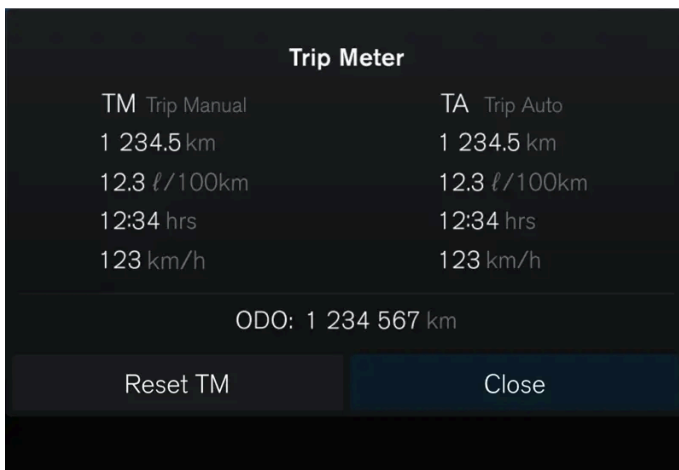 Trip Meter
TM Trip Manual
1 234.5 km
12.3 ℓ/100km
12:34 hrs
123 km/h
TA Trip Auto
1 234.5 km
12.3 ℓ/100km
12:34 hrs
123 km/h
ODO: 1 234 567 km
Reset TM
Close